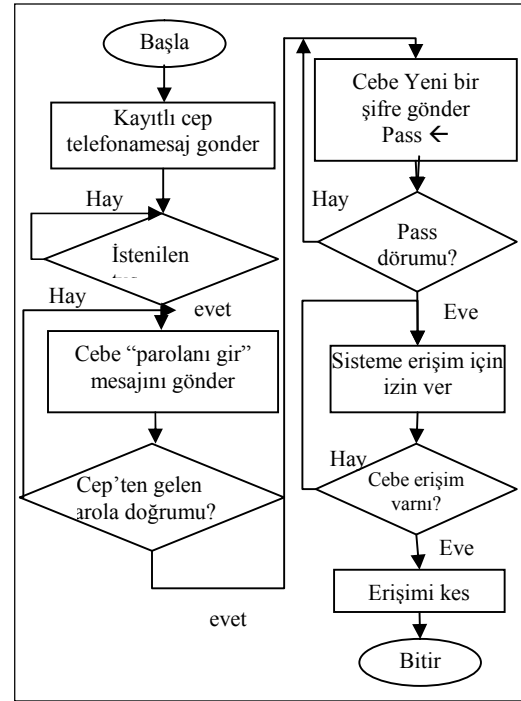 Başla
Kayıtlı cep
telefonamesaj gonder
Hay
İstenilen
Hay
evet
Cebe “parolanı gir”
mesajını gönder
Cep’ten gelen
arola doğrumu?
evet
Cebe Yeni bir
şifre gönder
Pass ←
Hay
Pass
dörumu?
Eve
Sisteme erişim için
izin ver
Hay
Cebe erişim
varnı?
Eve
Erişimi kes
Bitir